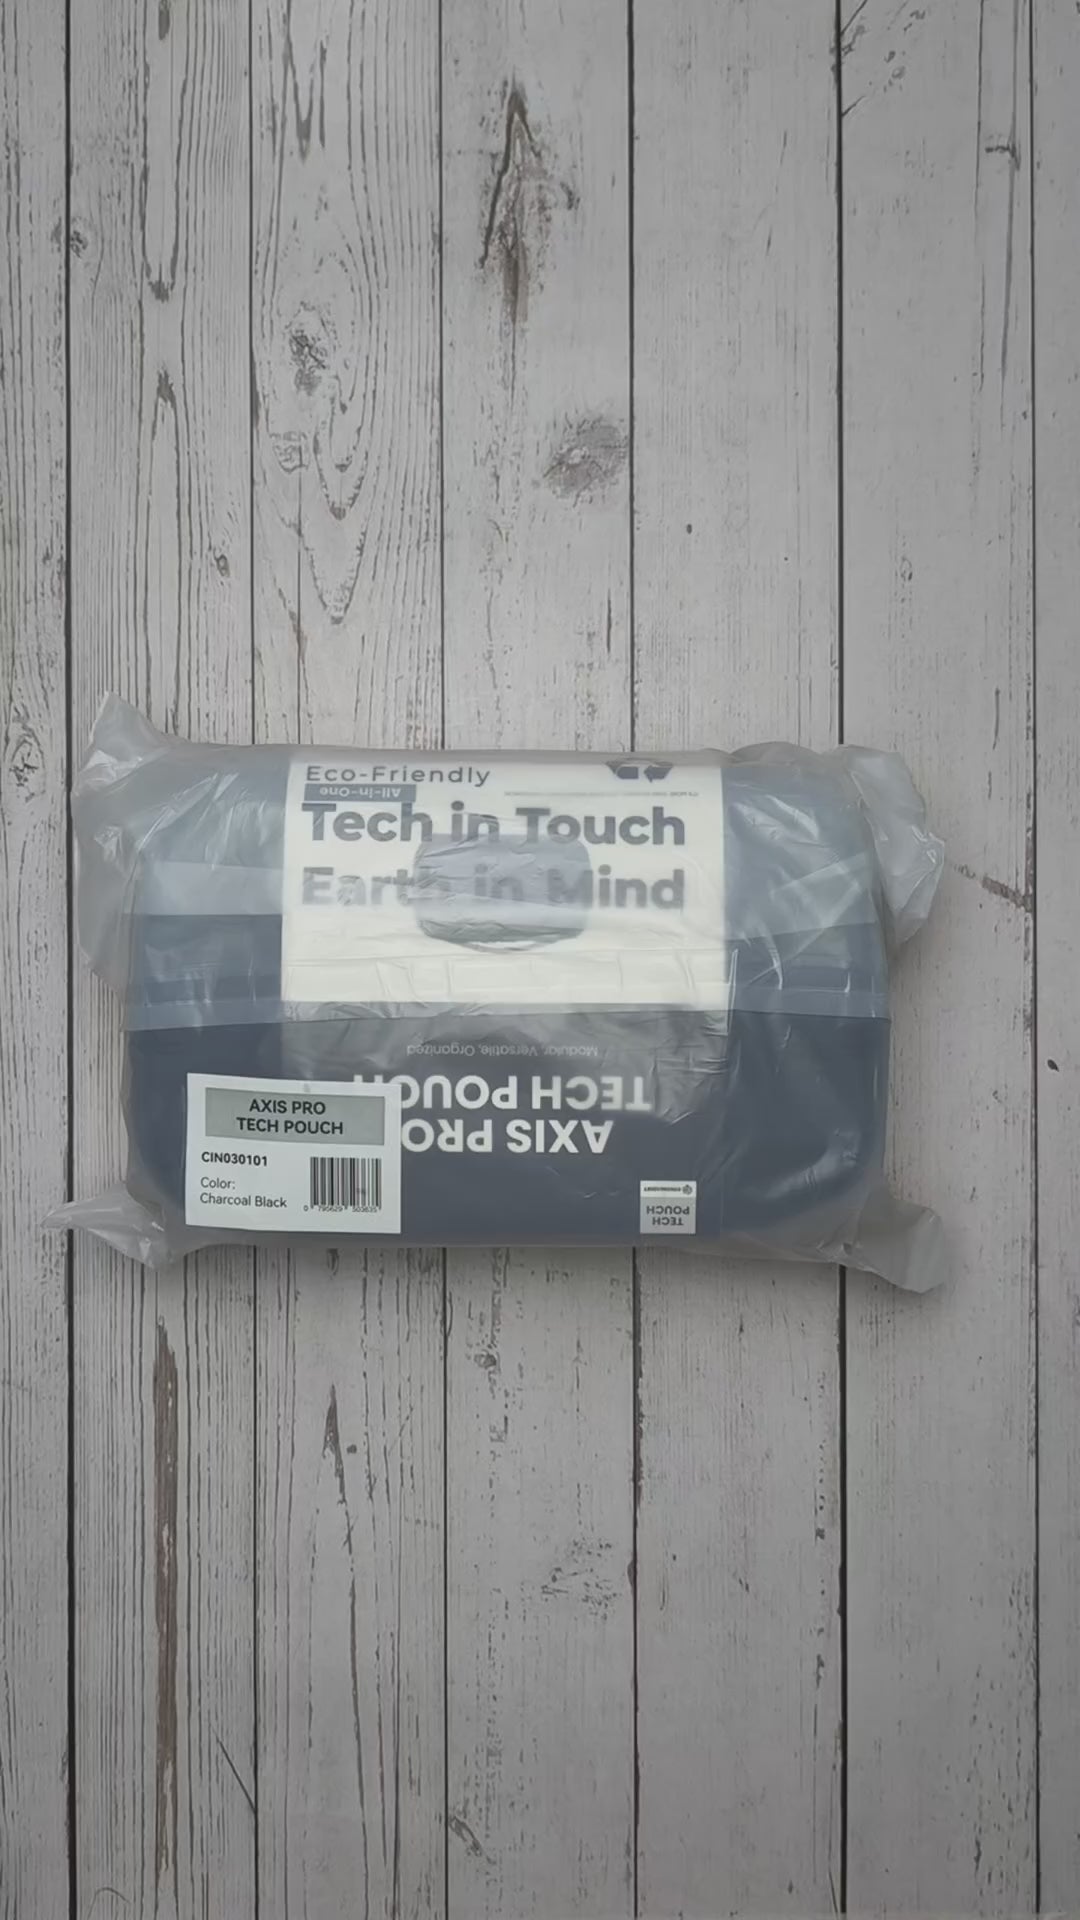 Eco-Friendly
All-in-One
Tech in Touch
Earth in Mind
Modular, Versatile, Organized
TECH POUCH
AXIS PRO
AXIS PRO
TECH POUCH
CIN030101
Color:
Charcoal Black
TECH
POUCH